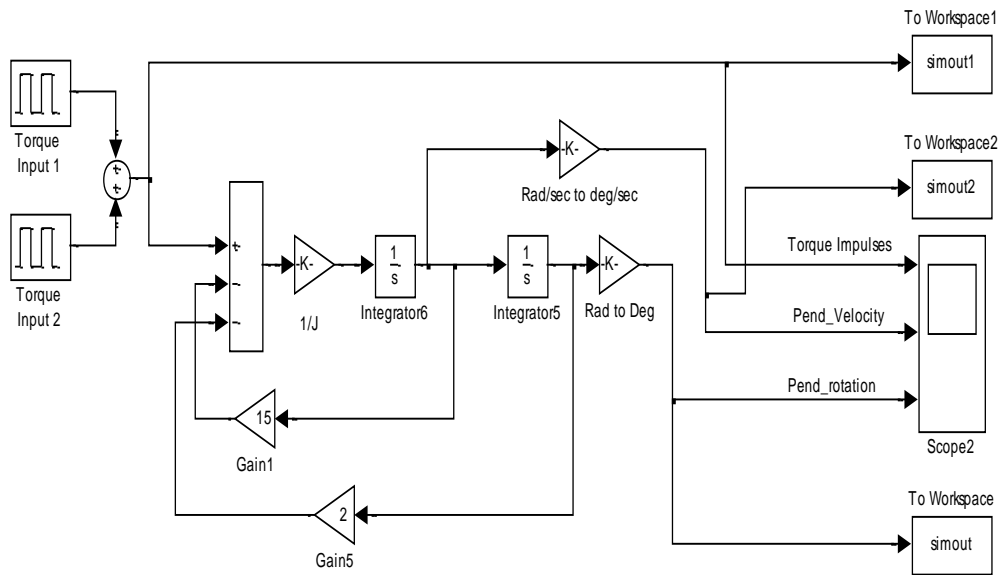 To Workspace1
simout1
Torque
Input 1
+
+
To Workspace2
simout2
-K-
Rad/sec to deg/sec
Torque
Input 2
+
-
-
-K-
1/J
1
s
Integrator6
1
s
Integrator5
-K-
Rad to Deg
Torque Impulses
Pend_Velocity
Pend_rotation
Scope2
15
Gain1
2
Gain5
To Workspace
simout